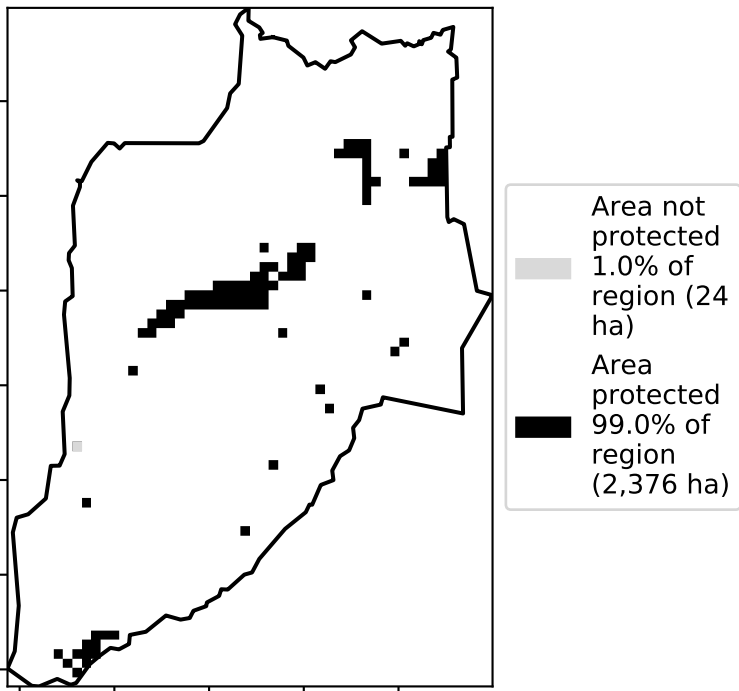 Area not
protected
1.0% of
region (24
ha)
Area
protected
99.0% of
region
(2,376 ha)